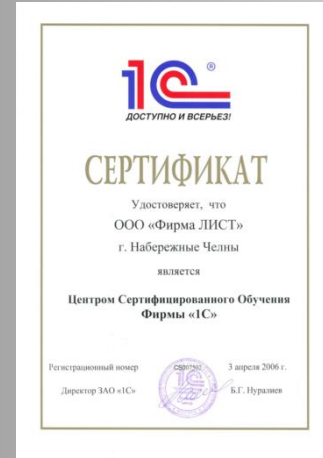 1С®
ДОСТУПНО И ВСЕРЬЕЗ!
СЕРТИФИКАТ
Удостоверяет, что
ООО «Фирма ЛИСТ»
г. Набережные Челны
является
Центром Сертифицированного Обучения
Фирмы «1С»
Регистрационный номер
3 апреля 2006 г.
Директор ЗАО «1С»
Б.Г. Нуралиев